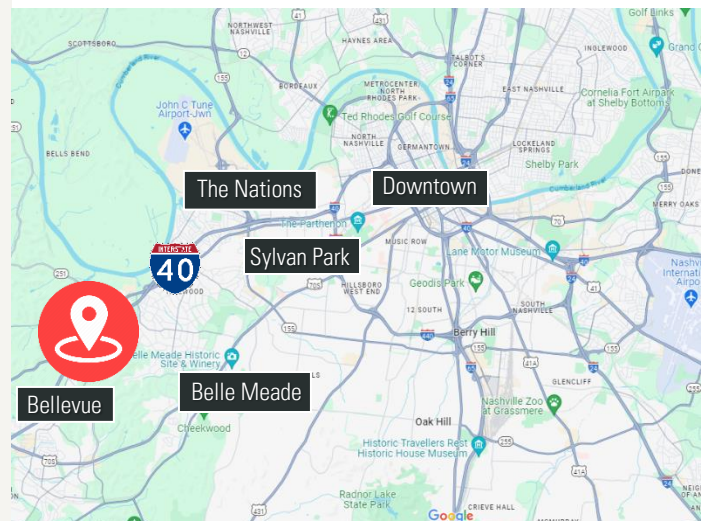 Golf Links
NORTHWEST
NASHVILLE
SCOTTSBORO
HAYNES AREA
INGLEWOOD
TALBOT'S
CORNER
Grand
BORDEAUX
METROCENTER
NORTH
RHODES PARK
EAST NASHVILLE
Cornelia Fort Airpark
at Shelby Bottoms
John C Tune
Airport-Jwn
Ted Rhodes Golf Course
NORTH
NASHVILLE
GERMANTOWN
LOCKELAND
SPRINGS
BELLS BEND
Shelby Park
Cumberland River
The Nations
Downtown
MERRY OAKS
The Parthenon
Sylvan Park
MUSIC ROW
Lane Motor Museum
INTERSTATE
40
HILLSBORO
WEST END
Geodis Park
12 SOUTH
SOUTH
NASHVILLE
Berry Hill
Belle Meade Historic
Site & Winery
Belle Meade
Bellevue
GLENCLIFF
Nashville Zoo
at Grassmere
Cheekwood
Oak Hill
Historic Travellers Rest
Historic House Museum
Radnor Lake
State Park
CRIEVE HALL
Google